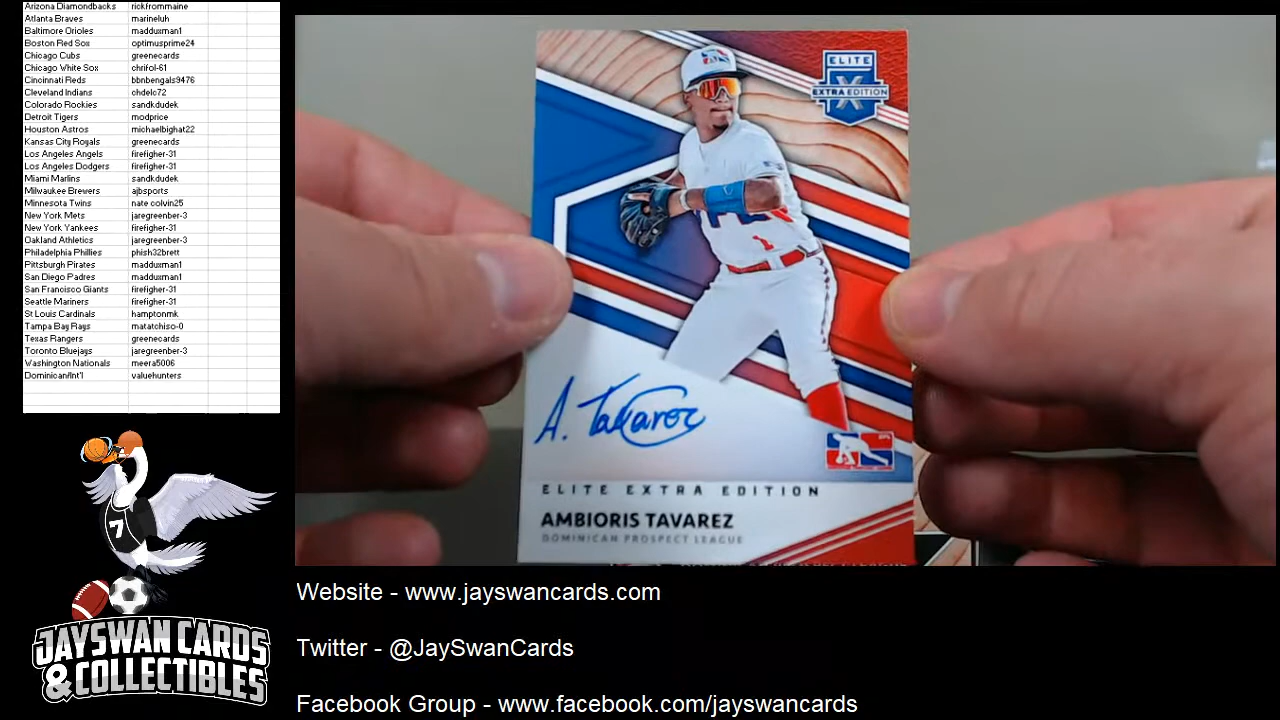 Arizona Diamondbacks rickfrommaine
Atlanta Braves marineluh
Baltimore Orioles madduxman1
Boston Red Sox optimusprime24
Chicago Cubs greenecards
Chicago White Sox chrifol-61
Cincinnati Reds bbnbengals9476
Cleveland Indians chdelc72
Colorado Rockies sandkdudek
Detroit Tigers modprice
Houston Astros michaelbighat22
Kansas City Royals greenecards
Los Angeles Angels firefigher-31
Los Angeles Dodgers firefigher-31
Miami Marlins sandkdudek
Milwaukee Brewers ajbsports
Minnesota Twins nate colvin25
New York Mets jaregreenber-3
New York Yankees firefigher-31
Oakland Athletics jaregreenber-3
Philadelphia Phillies phish32brett
Pittsburgh Pirates madduxman1
San Diego Padres madduxman1
San Francisco Giants firefigher-31
Seattle Mariners firefigher-31
St Louis Cardinals hamptonmk
Tampa Bay Rays matatchiso-0
Texas Rangers greenecards
Toronto Bluejays jaregreenber-3
Washington Nationals meera5006
Dominican/Int'l valuehunters
ELITE
X
EXTRA EDITION
1
A. Tavarez
ELITE EXTRA EDITION
AMBIORIS TAVAREZ
DOMINICAN PROSPECT LEAGUE
7
JAYSWAN CARDS
& COLLECTIBLES
Website - www.jayswancards.com
Twitter - @JaySwanCards
Facebook Group - www.facebook.com/jayswancards